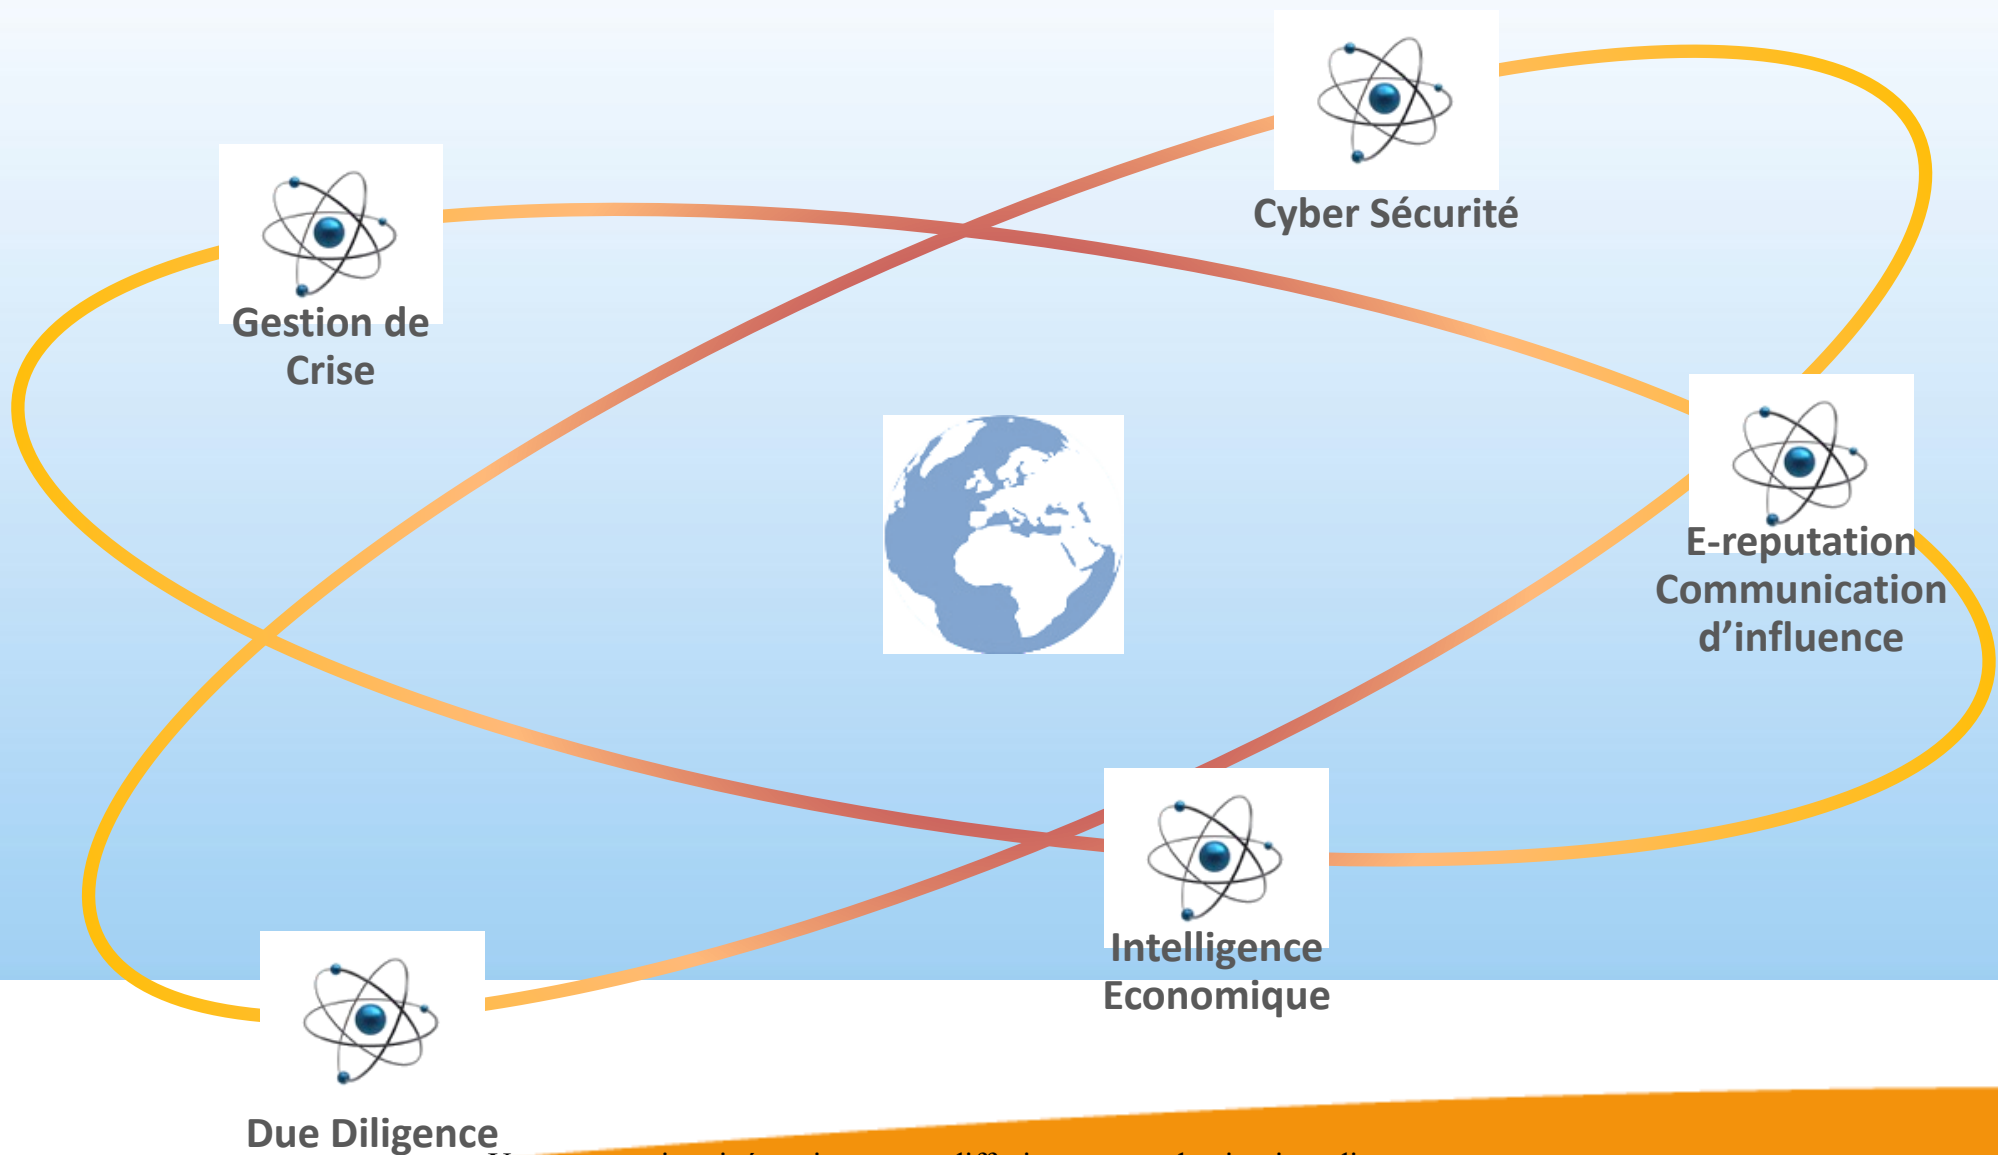 Cyber Sécurité
Gestion de
Crise
E-reputation
Communication
d’influence
Intelligence
Economique
Due Diligence